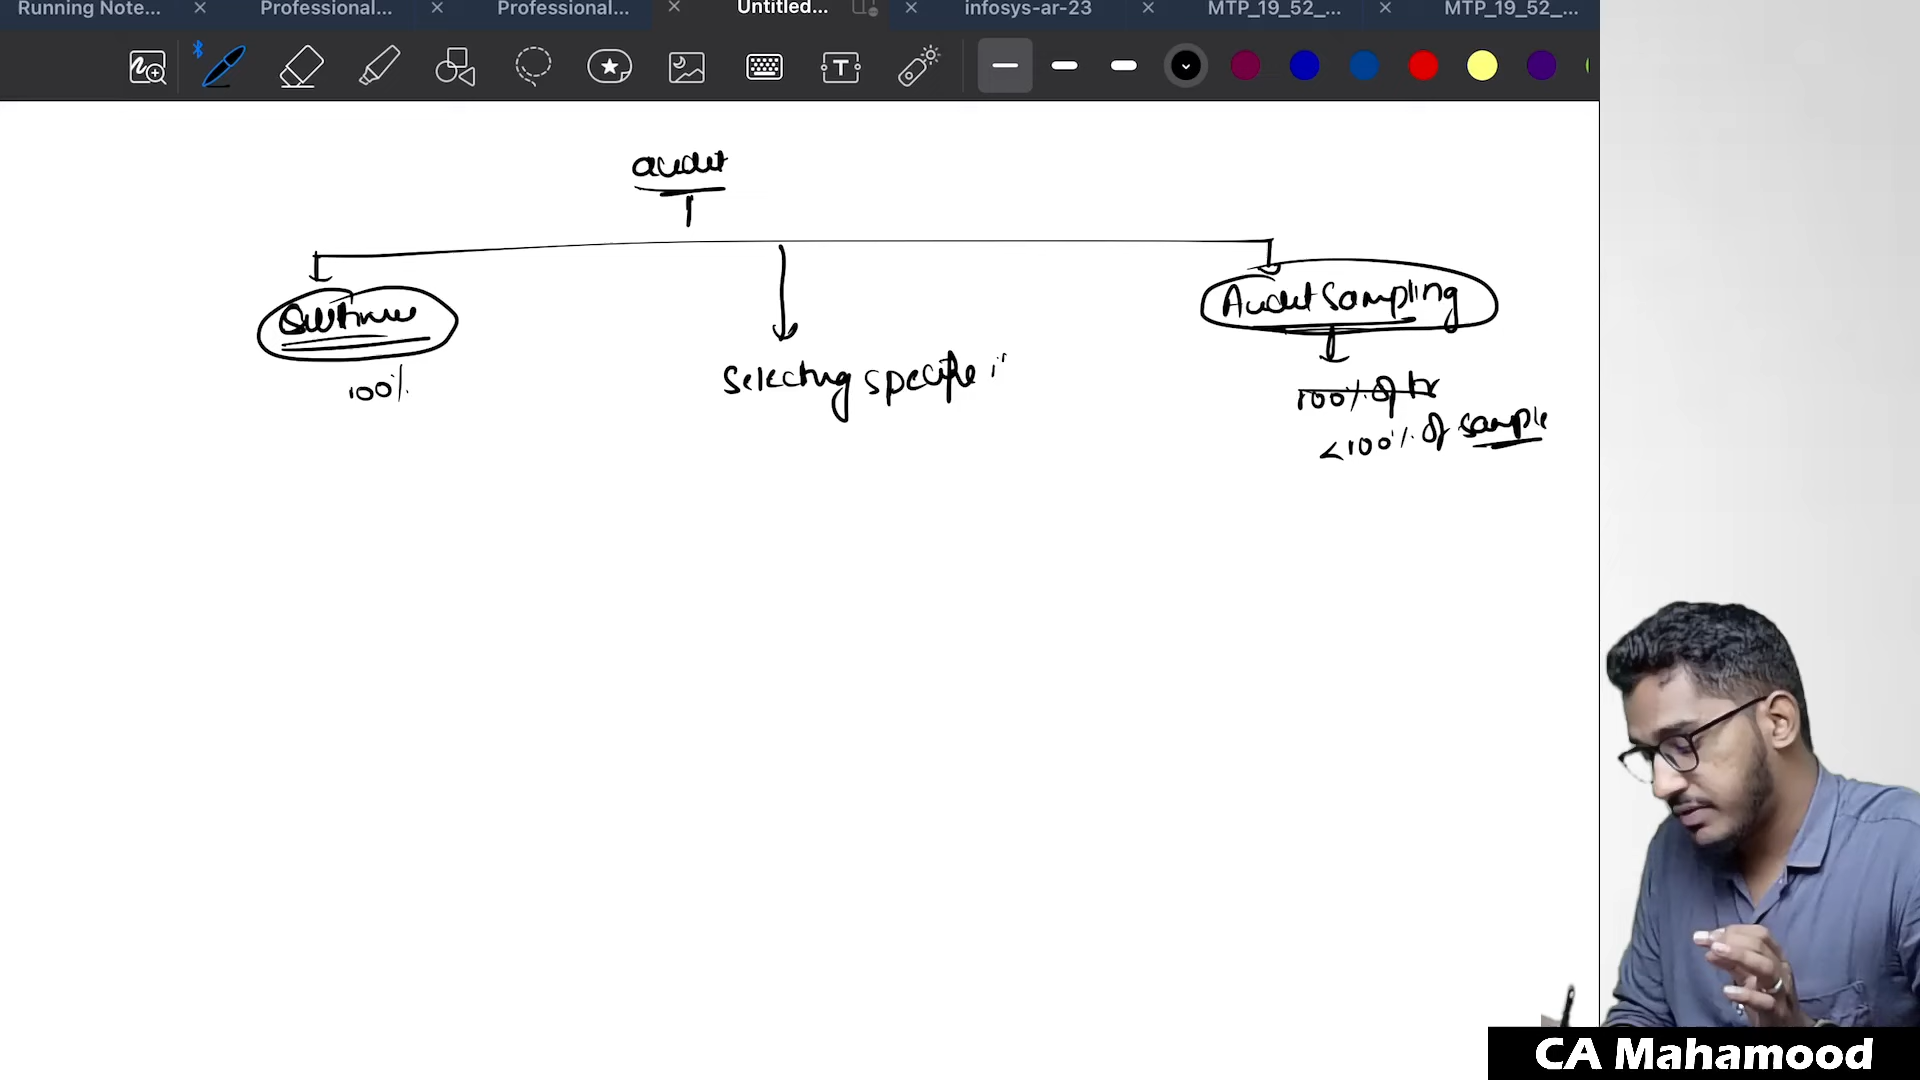 Running Note...
Professional...
Professional...
Untitled...
infosys-ar-23
MTP_19_52_...
MTP_19_52_...
T
audit
Audit Sampling
100%
Selecting specific i
100% of
<100% of sample
CA Mahamood